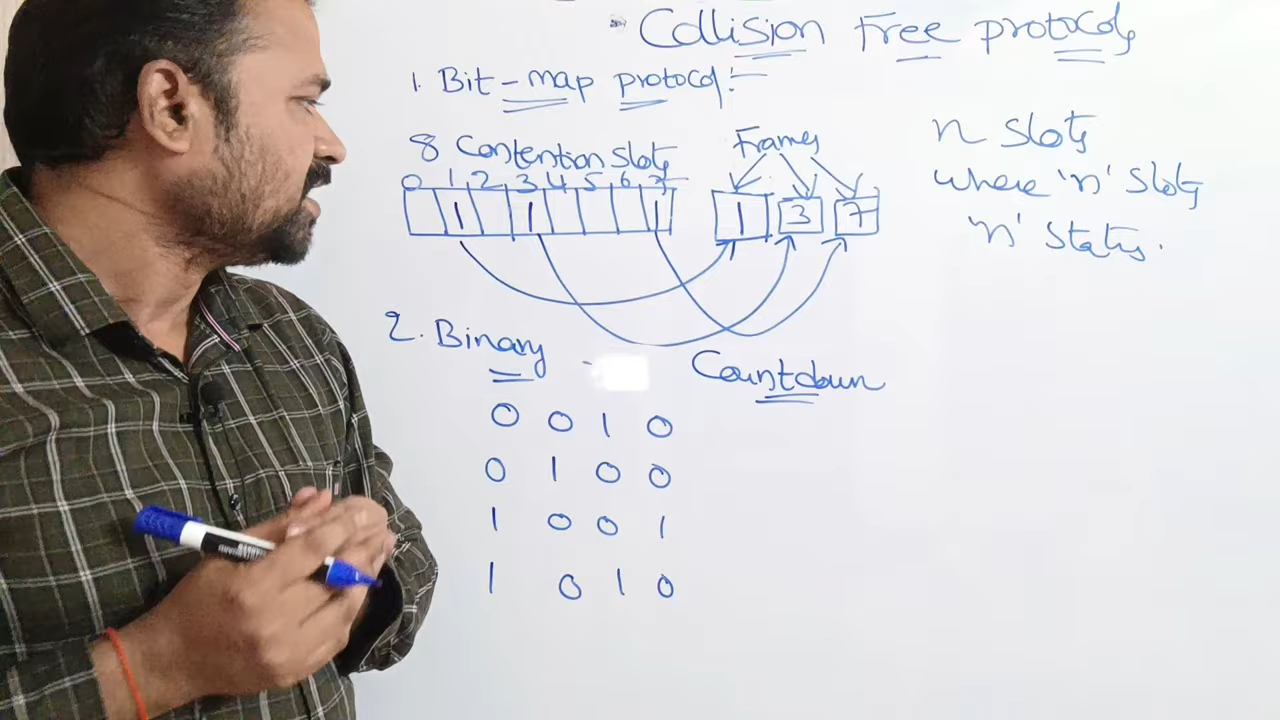 Collision Free protocols
1. Bit-map protocol:-
8 Contention Slots
0 1 2 3 4 5 6 7
1 1 1
Frames
1 3 7
n slots
where 'n' slots
'n' States.
2. Binary - Countdown
0 0 1 0
0 1 0 0
1 0 0 1
1 0 1 0